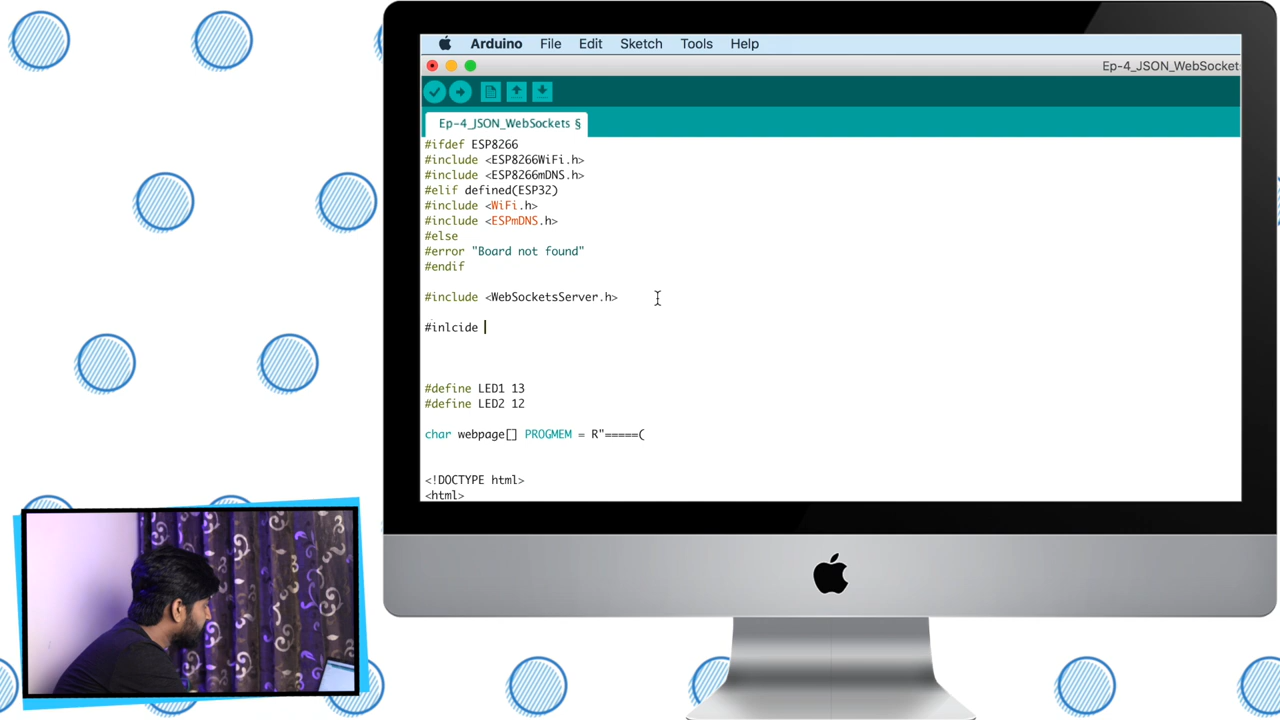 Arduino File Edit Sketch Tools Help
Ep-4_JSON_WebSockets
Ep-4_JSON_WebSockets §
#ifdef ESP8266
#include <ESP8266WiFi.h>
#include <ESP8266mDNS.h>
#elif defined(ESP32)
#include <WiFi.h>
#include <ESPmDNS.h>
#else
#error "Board not found"
#endif
#include <WebSocketsServer.h>
#inlcide
#define LED1 13
#define LED2 12
char webpage[] PROGMEM = R"=====(
<!DOCTYPE html>
<html>